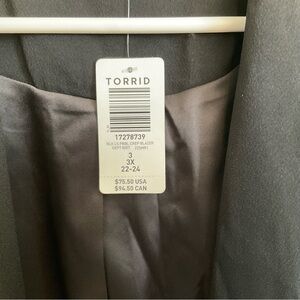 TORRID
17278739
3
3X
22-24
$75.50 USA
$94.50 CAN